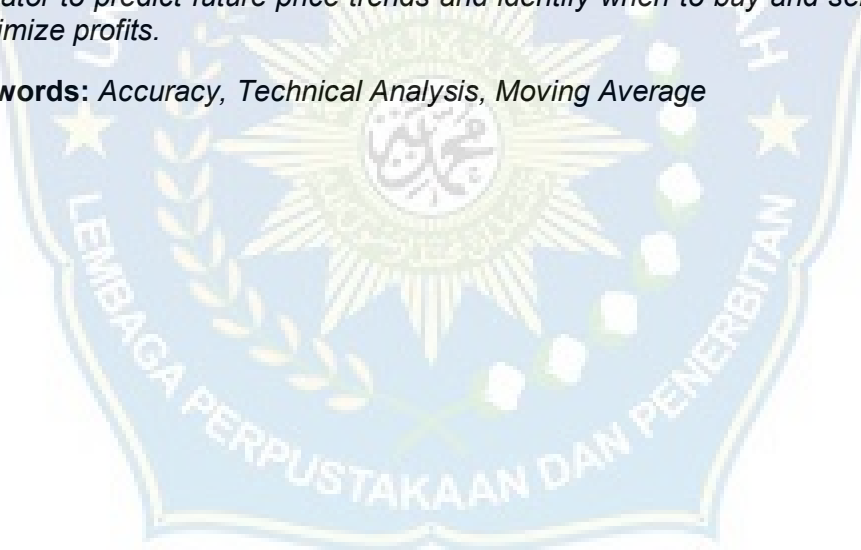 ator to predict future price trends and identify when to buy and se
imize profits.
words: Accuracy, Technical Analysis, Moving Average
LEMBAGA PERPUSTAKAAN DAN PENERBITAN